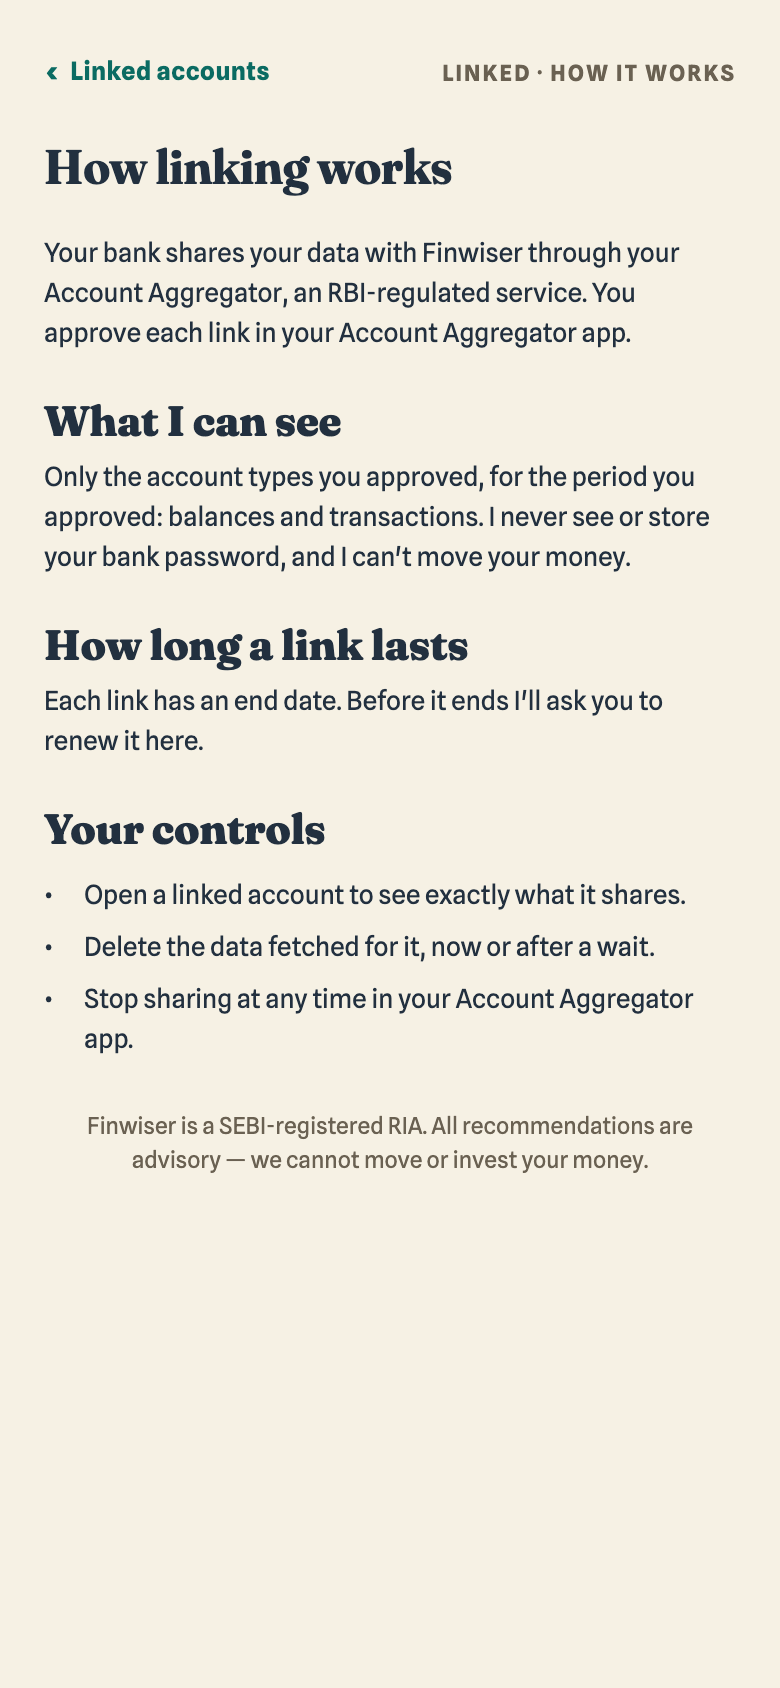 ‹ Linked accounts
LINKED · HOW IT WORKS
How linking works
Your bank shares your data with Finwiser through your
Account Aggregator, an RBI-regulated service. You
approve each link in your Account Aggregator app.
What I can see
Only the account types you approved, for the period you
approved: balances and transactions. I never see or store
your bank password, and I can't move your money.
How long a link lasts
Each link has an end date. Before it ends I'll ask you to
renew it here.
Your controls
• Open a linked account to see exactly what it shares.
• Delete the data fetched for it, now or after a wait.
• Stop sharing at any time in your Account Aggregator
app.
Finwiser is a SEBI-registered RIA. All recommendations are
advisory — we cannot move or invest your money.